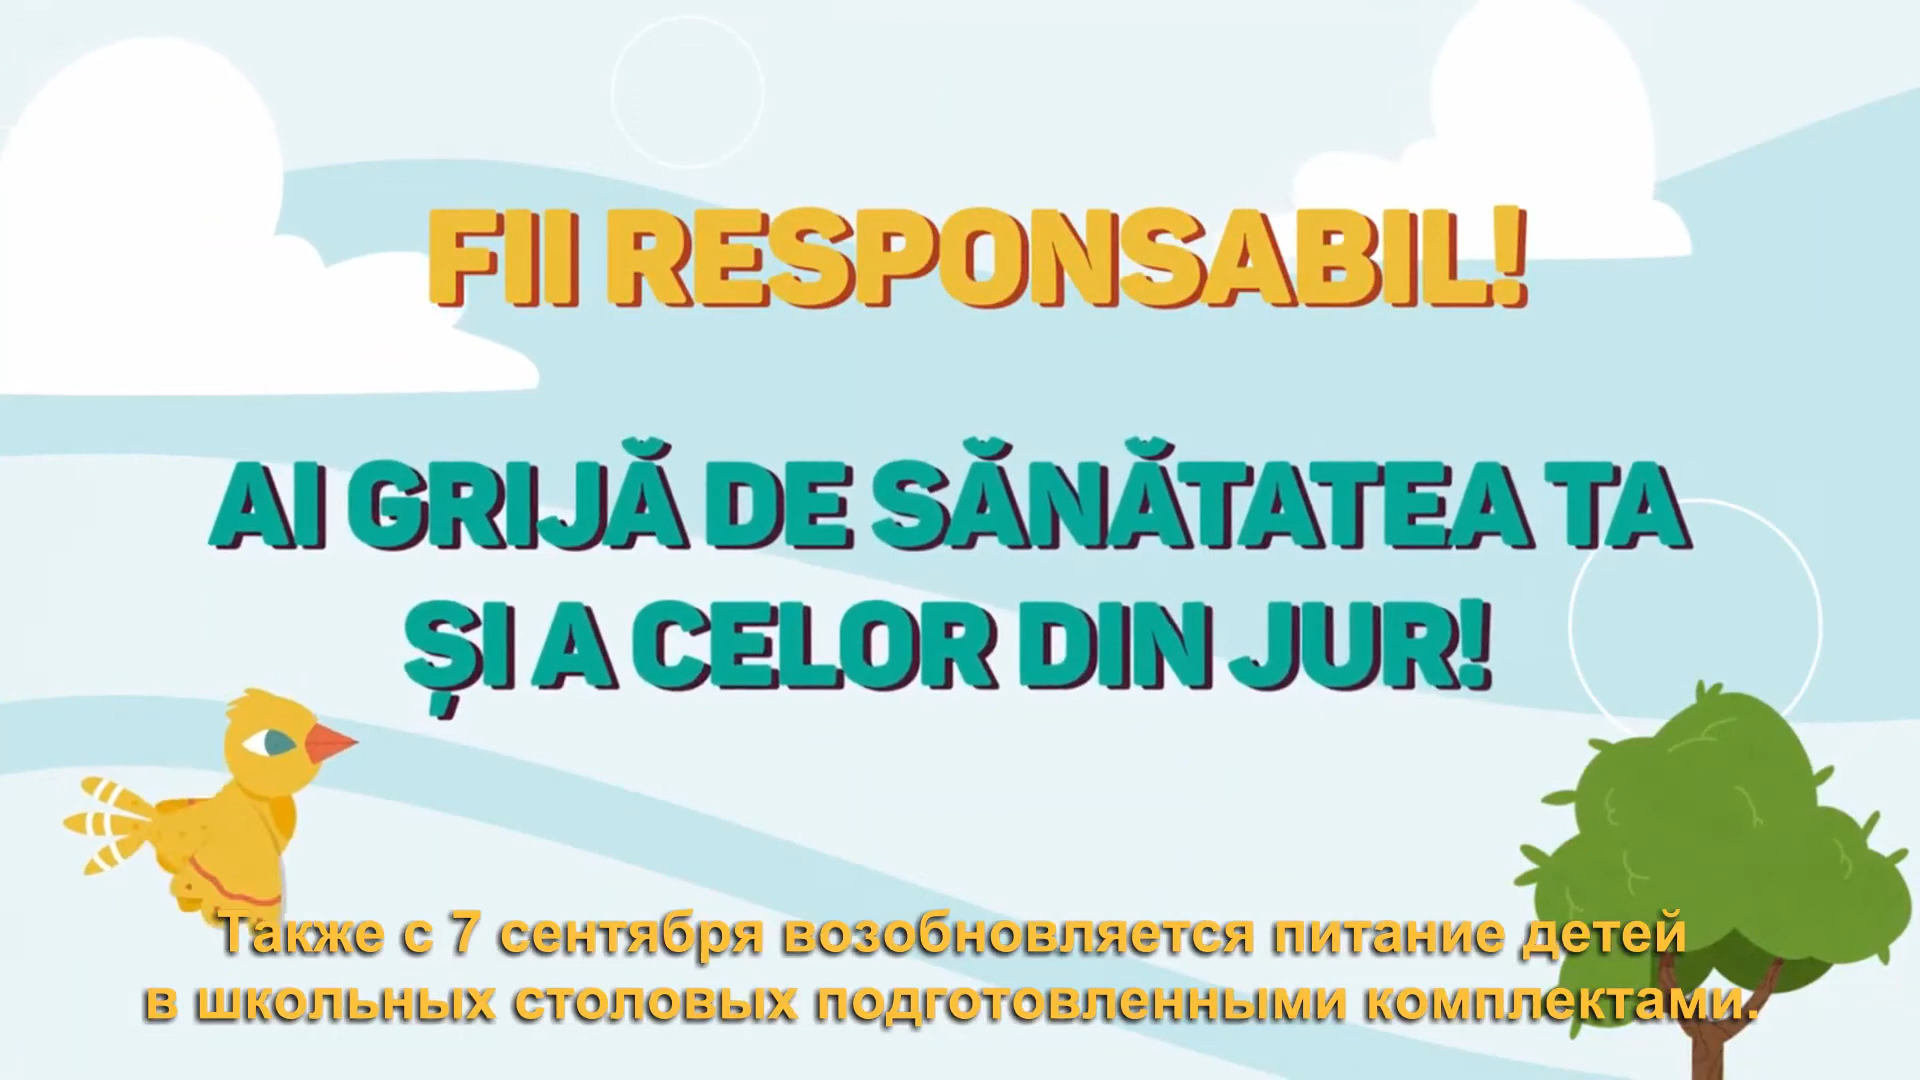 FII RESPONSABIL!
AI GRIJĂ DE SĂNĂTATEA TA
ȘI A CELOR DIN JUR!
Также с 7 сентября возобновляется питание детей
в школьных столовых подготовленными комплектами.